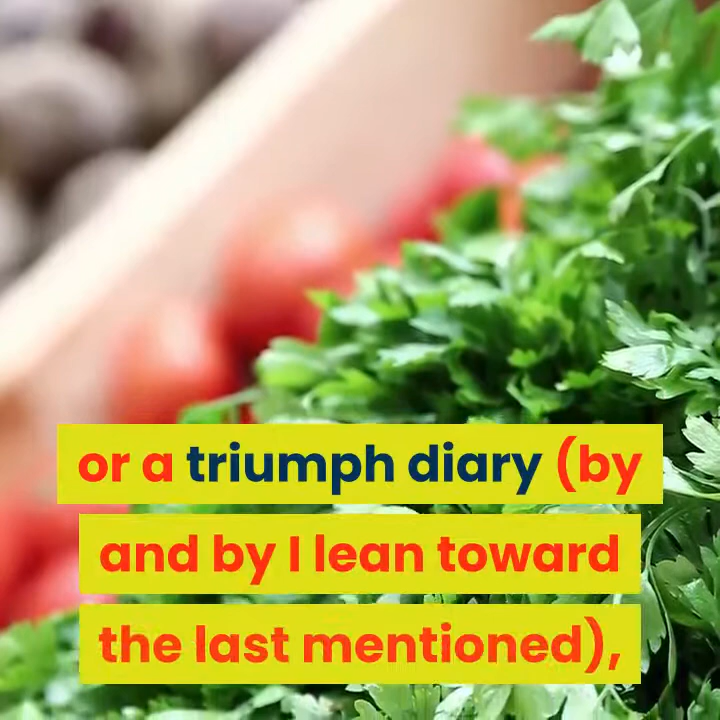 or a triumph diary (by
and by I lean toward
the last mentioned),